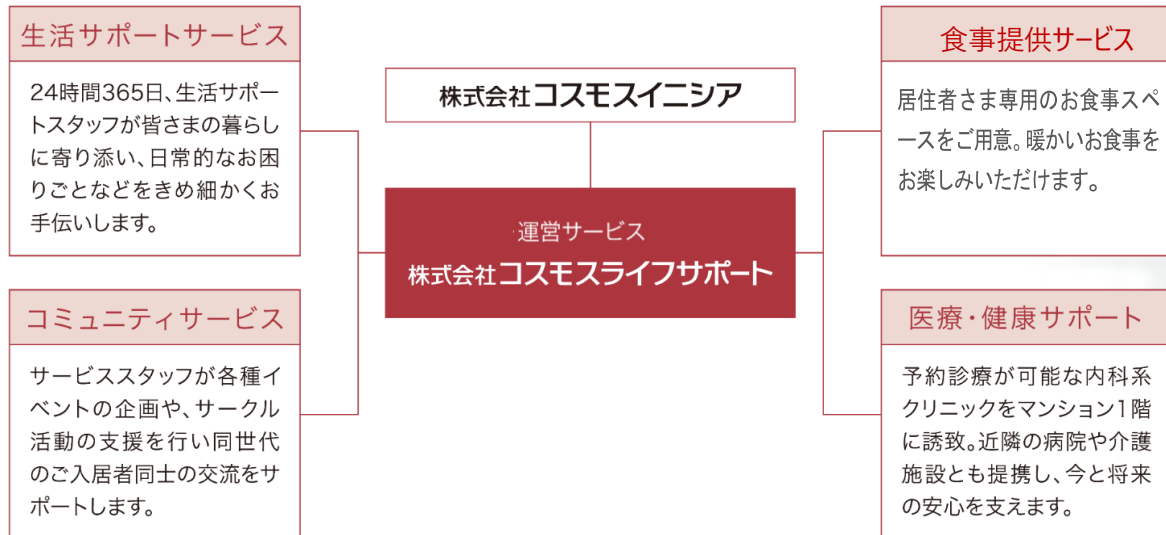 生活サポートサービス
24時間365日、生活サポー
トスタッフが皆さまの暮らし
に寄り添い、日常的なお困
りごとなどをきめ細かくお
手伝いします。
コミュニティサービス
サービススタッフが各種イ
ベントの企画や、サークル
活動の支援を行い同世代
のご入居者同士の交流をサ
ポートします。
株式会社コスモスイニシア
運営サービス
株式会社コスモスライフサポート
食事提供サービス
居住者さま専用のお食事スペ
ースをご用意。暖かいお食事を
お楽しみいただけます。
医療・健康サポート
予約診療が可能な内科系
クリニックをマンション1階
に誘致。近隣の病院や介護
施設とも提携し、今と将来
の安心を支えます。